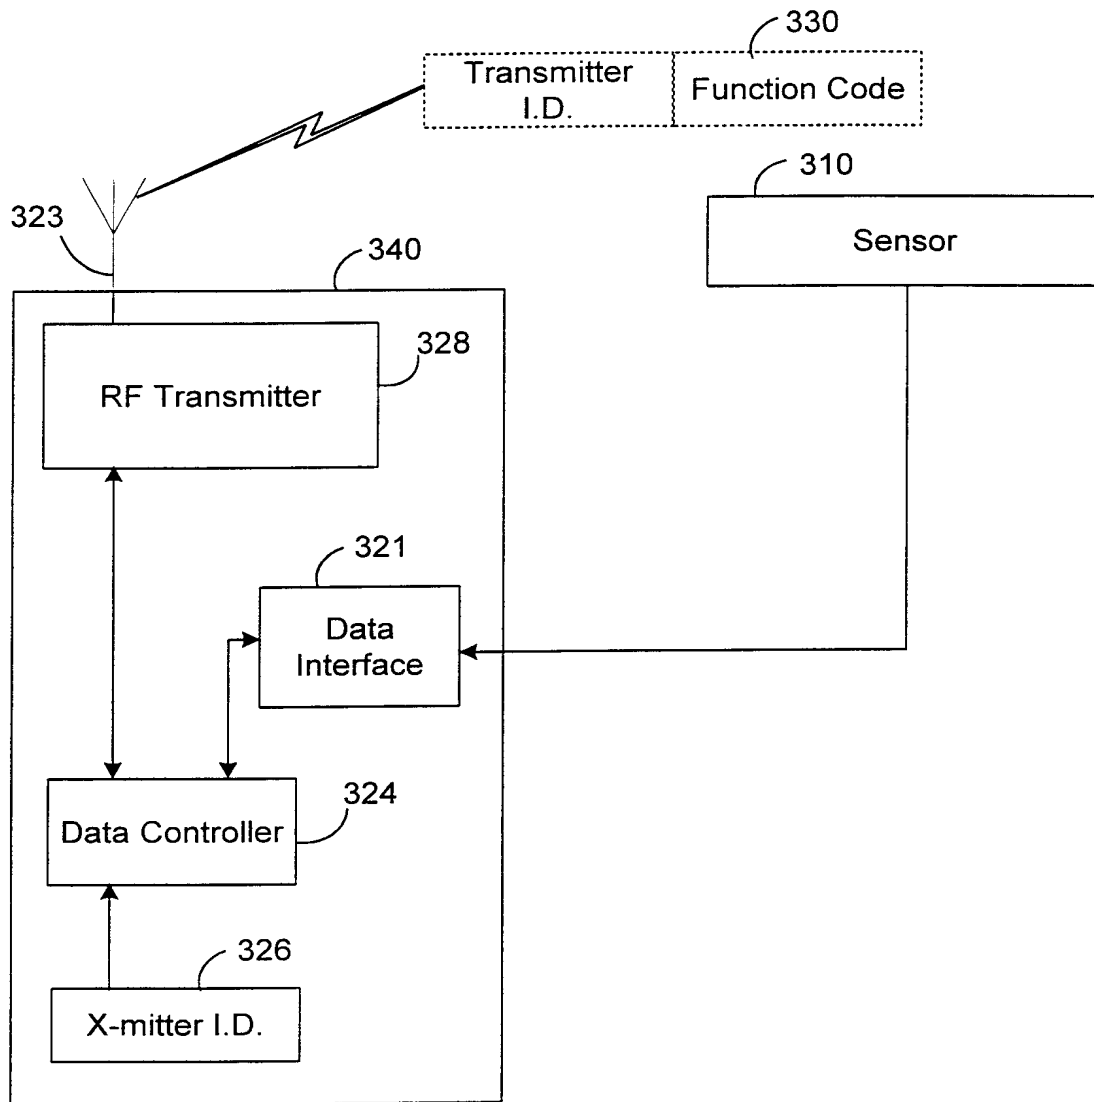 330
Transmitter
I.D.
Function Code
310
Sensor
323
340
328
RF Transmitter
321
Data
Interface
324
Data Controller
326
X-mitter I.D.